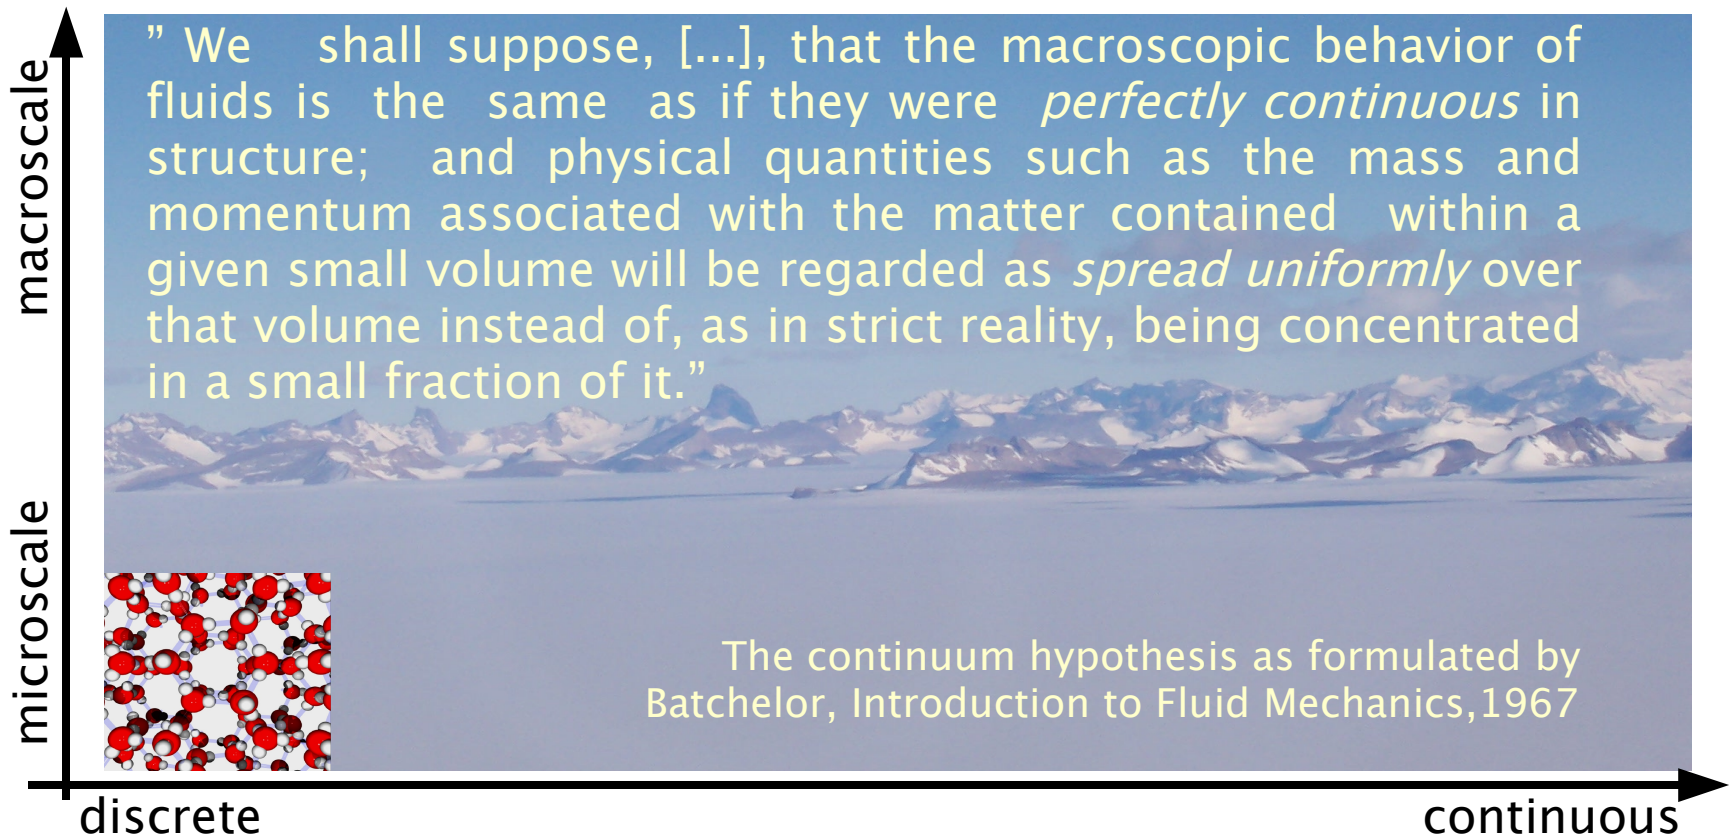 ” We shall suppose, [...], that the macroscopic behavior of
fluids is the same as if they were perfectly continuous in
structure; and physical quantities such as the mass and
momentum associated with the matter contained within a
given small volume will be regarded as spread uniformly over
that volume instead of, as in strict reality, being concentrated
in a small fraction of it.”
The continuum hypothesis as formulated by
Batchelor, Introduction to Fluid Mechanics,1967
macroscale
microscale
discrete
continuous